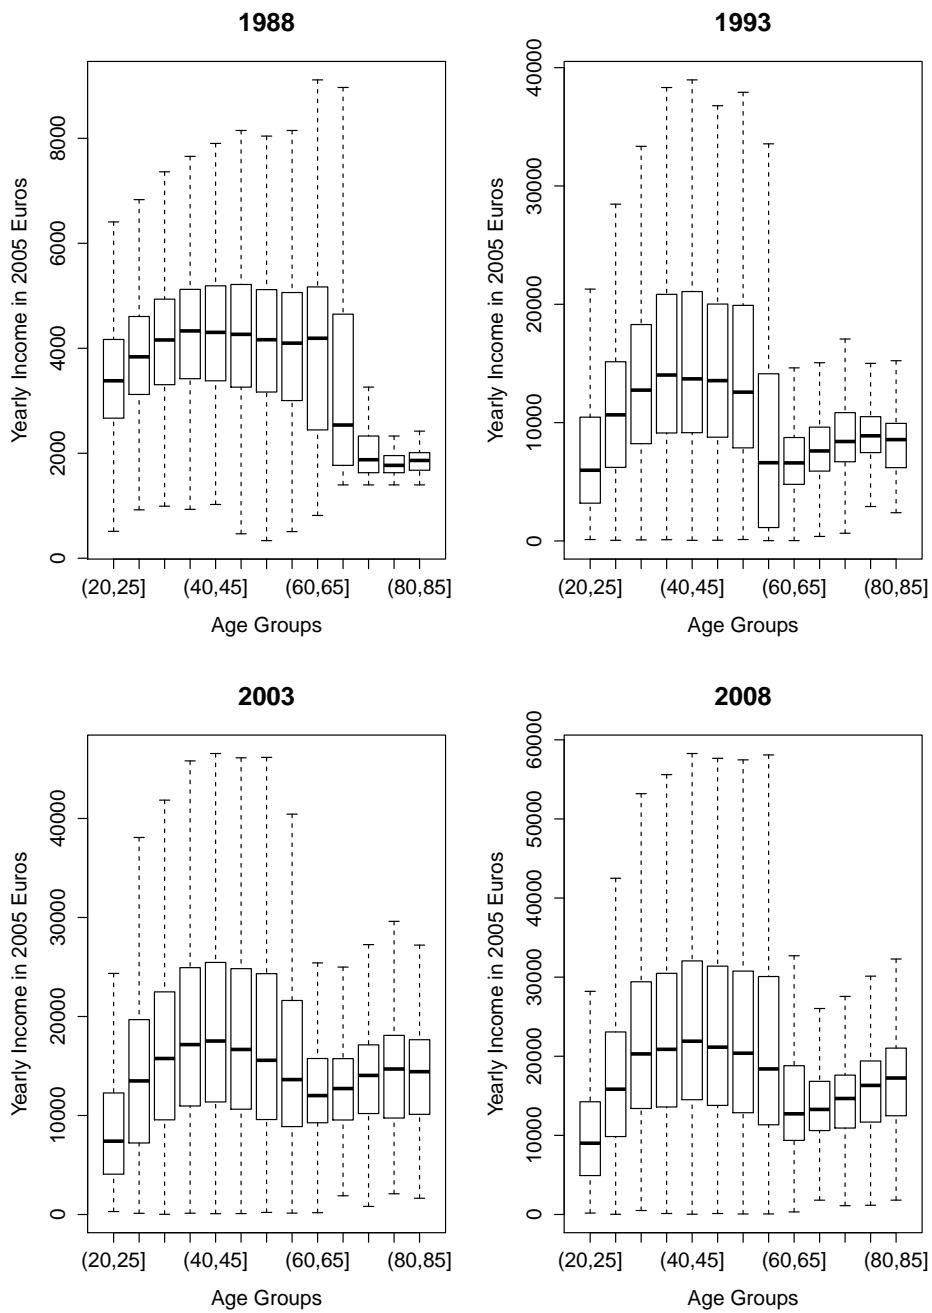 1988
Yearly Income in 2005 Euros
8000
6000
4000
2000
0
(20,25] (40,45] (60,65] (80,85]
Age Groups
1993
Yearly Income in 2005 Euros
40000
30000
20000
10000
0
(20,25] (40,45] (60,65] (80,85]
Age Groups
2003
Yearly Income in 2005 Euros
40000
30000
20000
10000
0
(20,25] (40,45] (60,65] (80,85]
Age Groups
2008
Yearly Income in 2005 Euros
60000
50000
40000
30000
20000
10000
0
(20,25] (40,45] (60,65] (80,85]
Age Groups